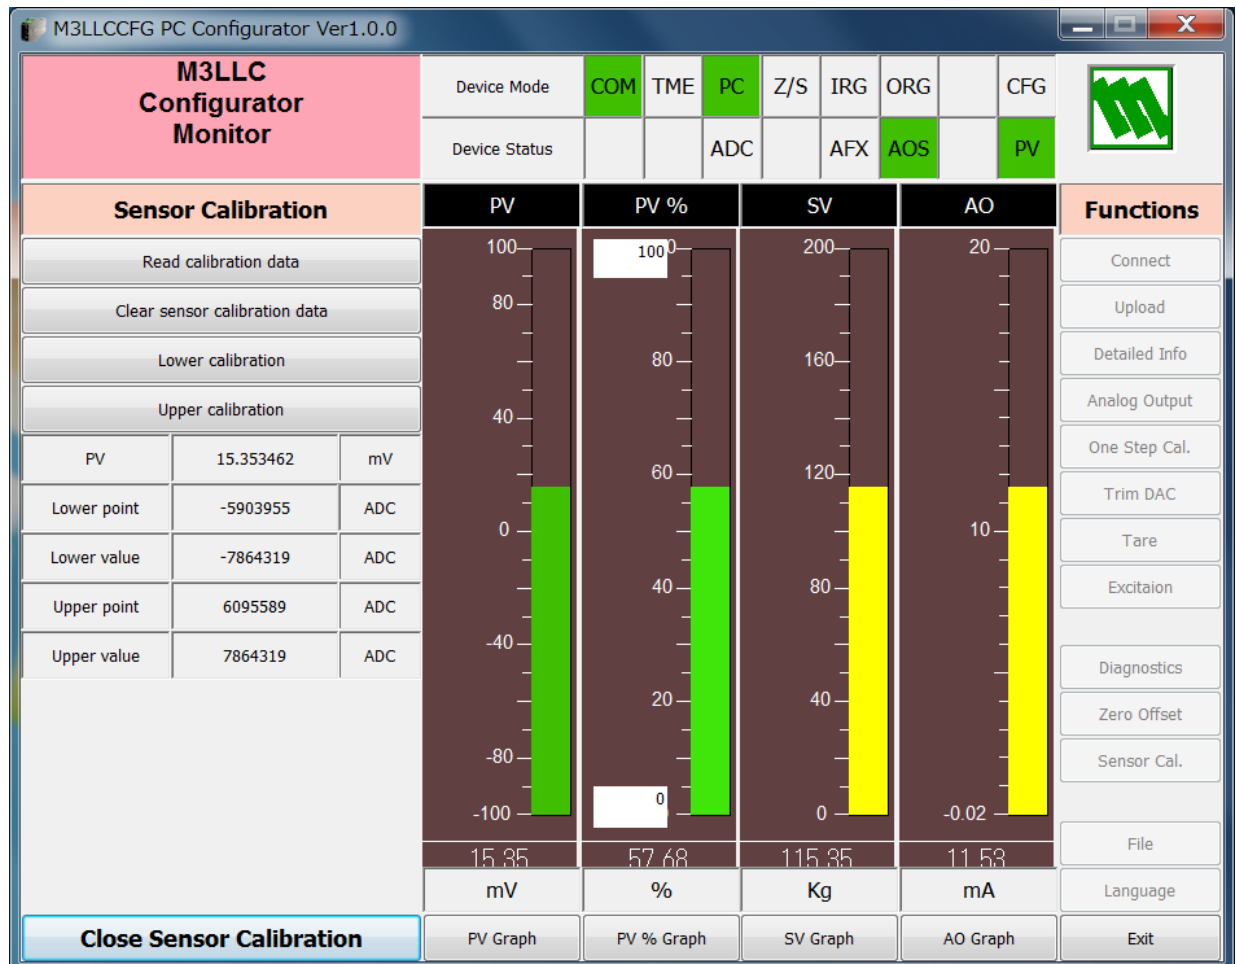 M3LLCCFG PC Configurator Ver1.0.0
M3LLC
Configurator
Monitor
Device Mode
COM TME PC Z/S IRG ORG CFG
Device Status
ADC AFX AOS PV
Sensor Calibration
PV PV % SV AO
Functions
Read calibration data
Clear sensor calibration data
Lower calibration
Upper calibration
PV 15.353462 mV
Lower point -5903955 ADC
Lower value -7864319 ADC
Upper point 6095589 ADC
Upper value 7864319 ADC
Close Sensor Calibration
100
80
40
0
-40
-80
-100
15.35
mV
PV Graph
100 0
80
60
40
20
0
57.68
%
PV % Graph
200
160
120
80
40
0
115.35
Kg
SV Graph
20
10
-0.02
11.53
mA
AO Graph
Connect
Upload
Detailed Info
Analog Output
One Step Cal.
Trim DAC
Tare
Excitaion
Diagnostics
Zero Offset
Sensor Cal.
File
Language
Exit